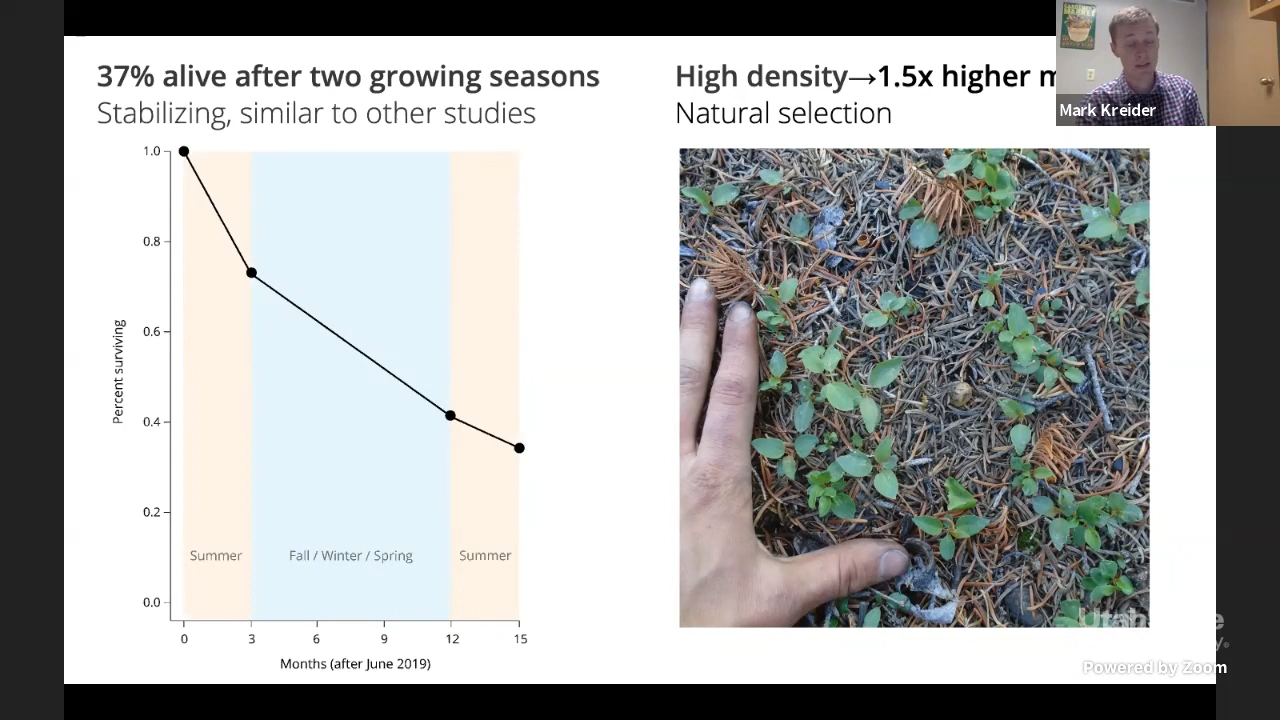 37% alive after two growing seasons
Stabilizing, similar to other studies
High density→1.5x higher
Natural selection
Mark Kreider
1.0
0.8
0.6
0.4
0.2
0.0
Percent surviving
Summer
Fall / Winter / Spring
Summer
0 3 6 9 12 15
Months (after June 2019)
Utah
Powered by Zoom